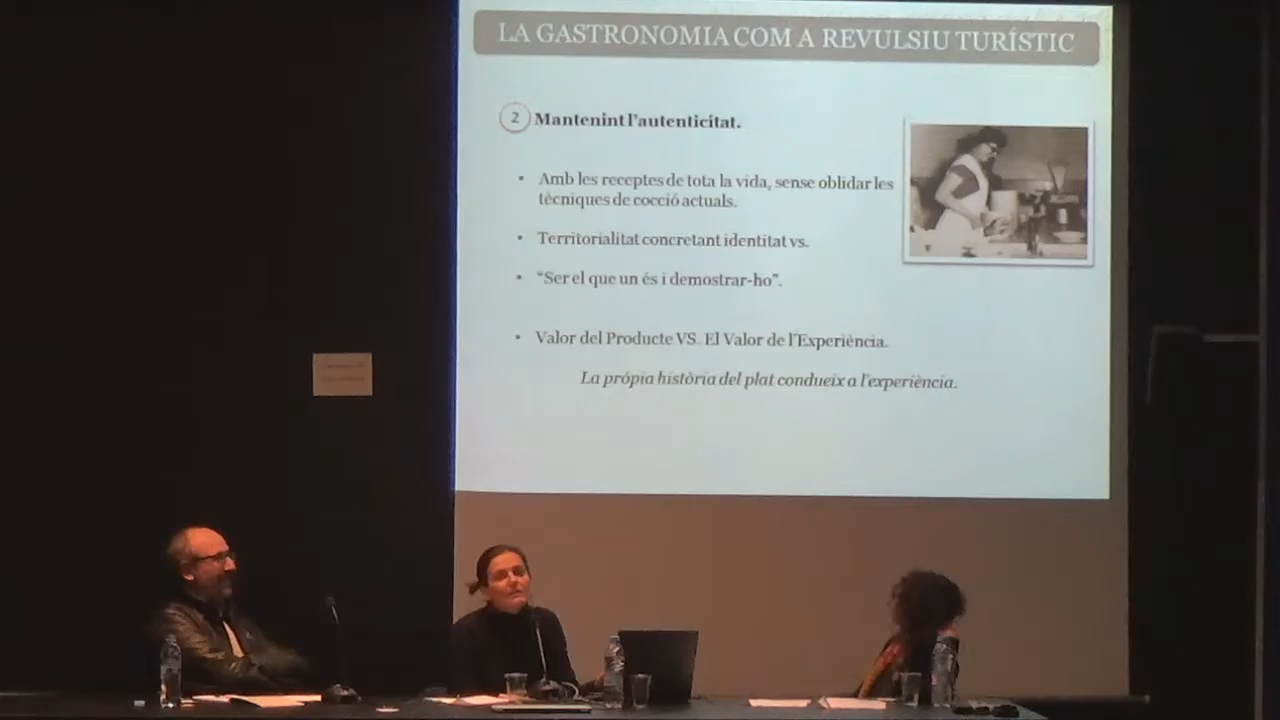 LA GASTRONOMIA COM A REVULSIU TURÍSTIC
2 Mantenint l'autenticitat.
• Amb les receptes de tota la vida, sense oblidar les
tècniques de cocció actuals.
• Territorialitat concretant identitat vs.
• "Ser el que un és i demostrar-ho".
• Valor del Producte VS. El Valor de l'Experiència.
La própia història del plat condueix a l'experiència.